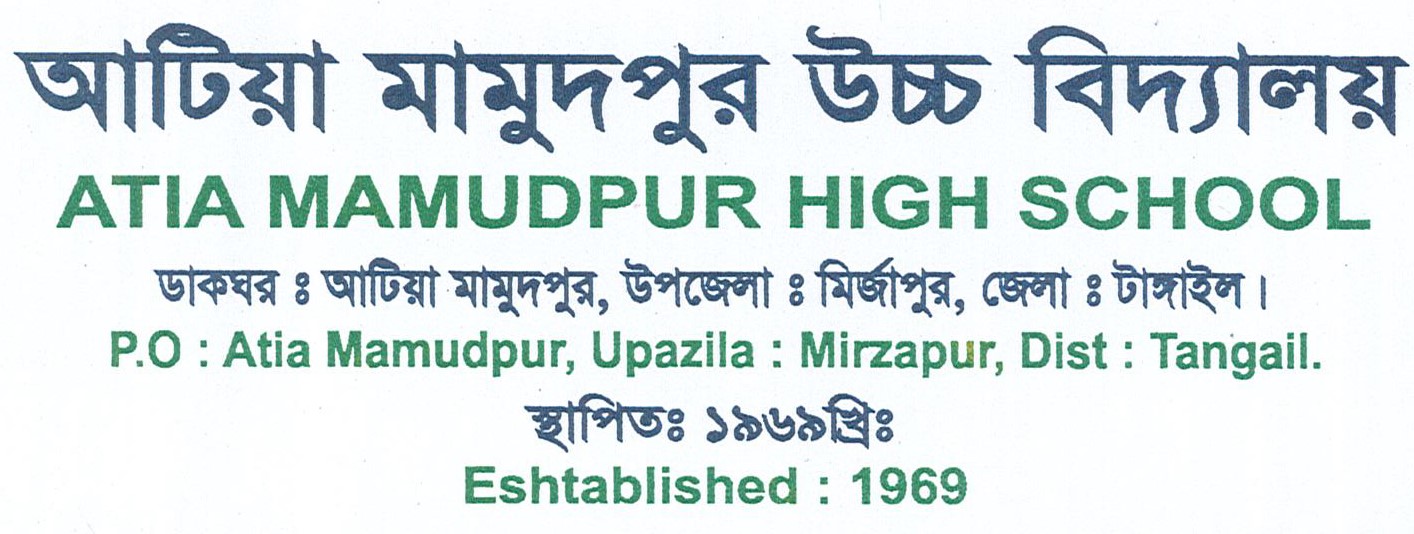 আটিয়া মামুদপুর উচ্চ বিদ্যালয়
ATIA MAMUDPUR HIGH SCHOOL
ডাকঘর ঃ আটিয়া মামুদপুর, উপজেলা ঃ মির্জাপুর, জেলা ঃ টাঙ্গাইল।
P.O : Atia Mamudpur, Upazila : Mirzapur, Dist : Tangail.
স্থাপিতঃ ১৯৬৯খ্রিঃ
Eshtablished : 1969